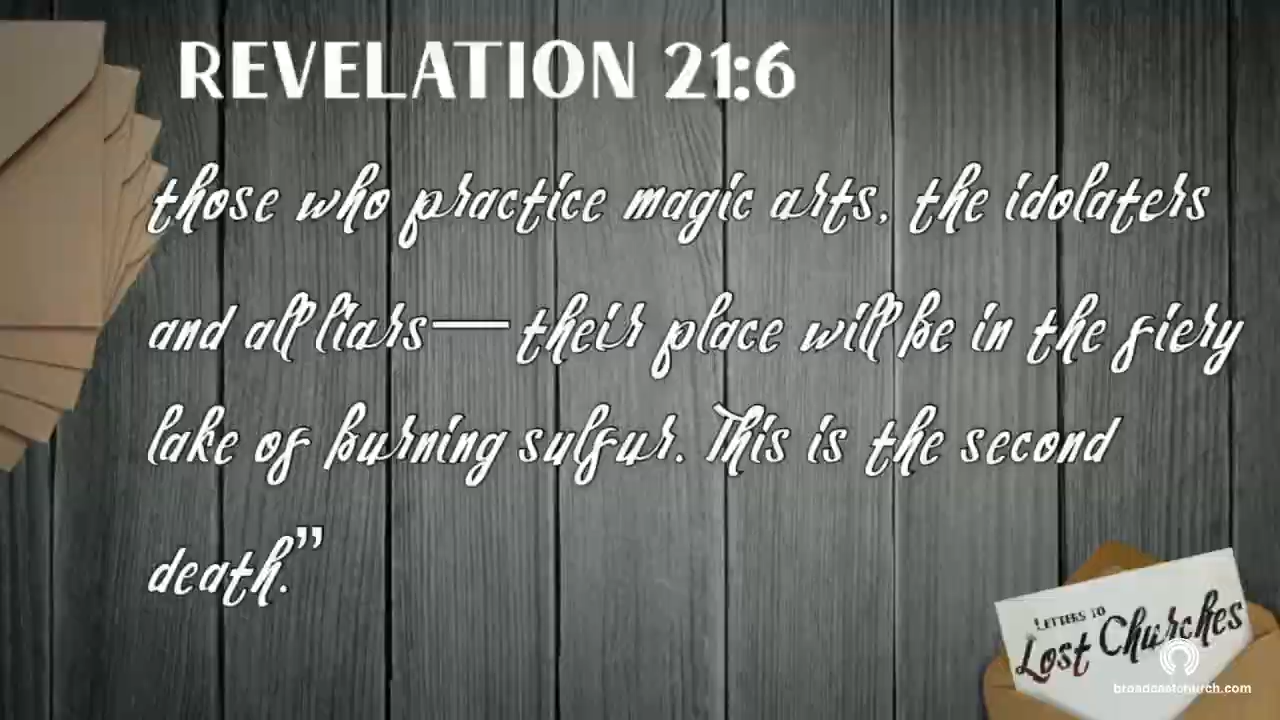 REVELATION 21:6
those who practice magic arts, the idolaters
and all liars—their place will be in the fiery
lake of burning sulfur. This is the second
death.”
LETTERS TO
Lost Churches
broadcastchurch.com